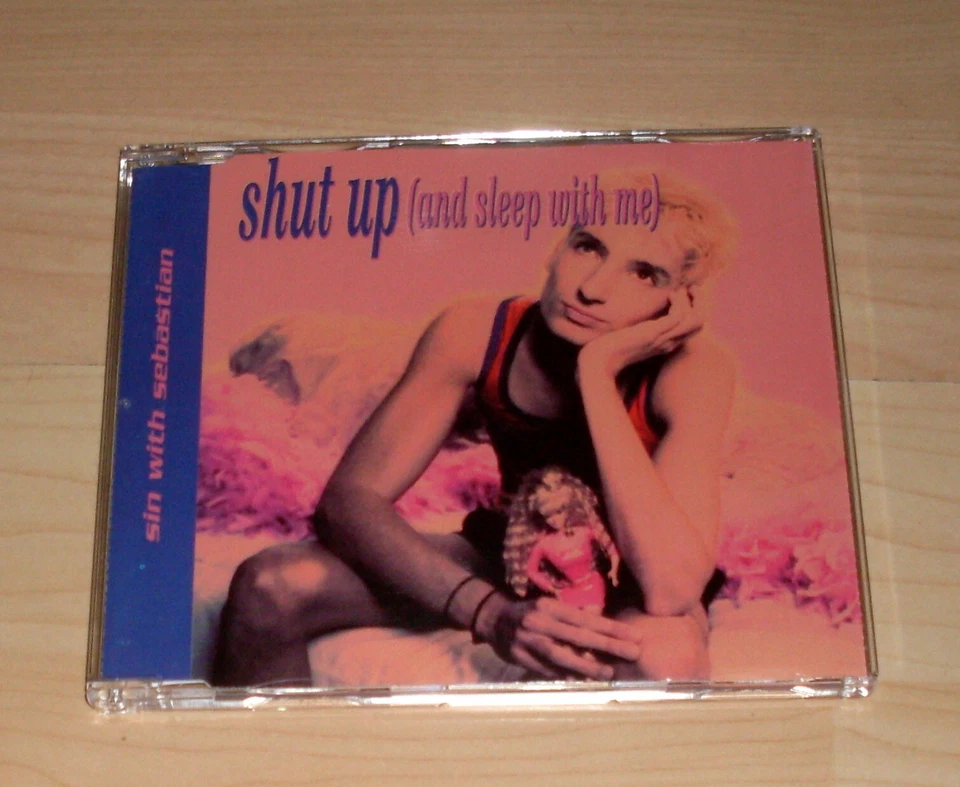 shut up (and sleep with me)
sin with sebastian